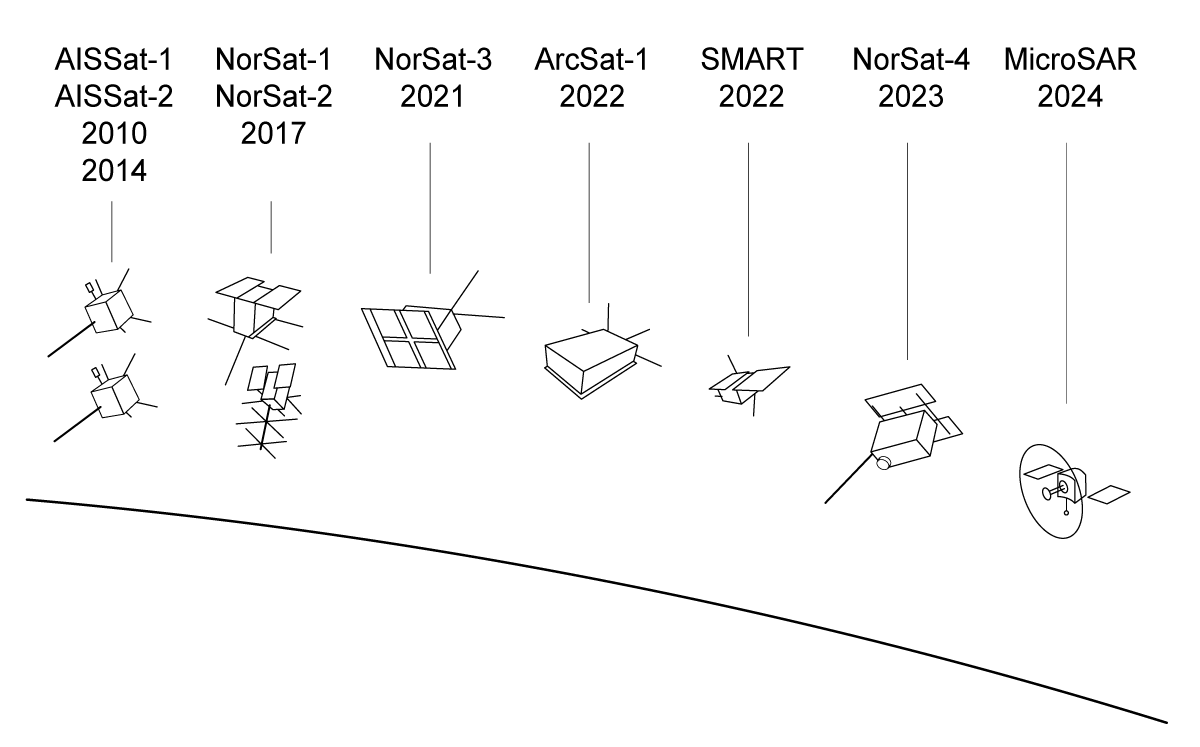 AISSat-1
AISSat-2
2010
2014
NorSat-1
NorSat-2
2017
NorSat-3
2021
ArcSat-1
2022
SMART
2022
NorSat-4
2023
MicroSAR
2024